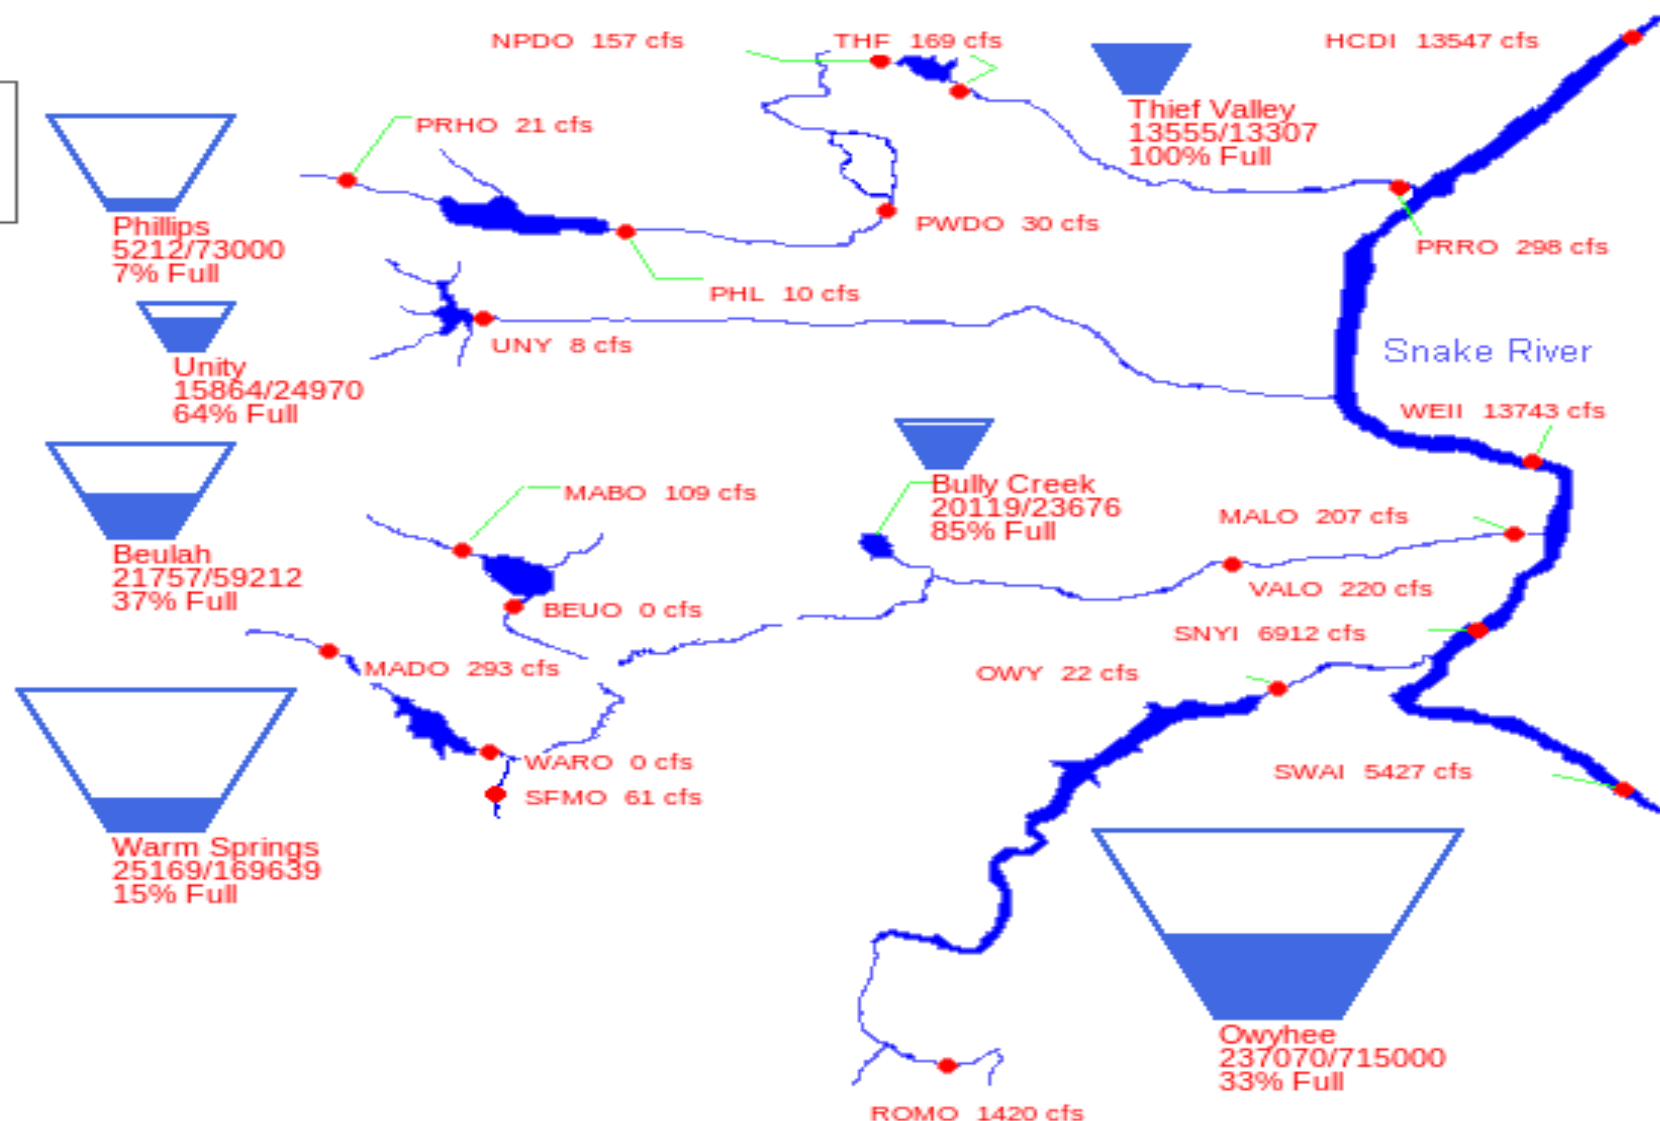 NPDO 157 cfs
THF 169 cfs
HCDI 13547 cfs
Thief Valley
13555/13307
100% Full
PRHO 21 cfs
Phillips
5212/73000
7% Full
PWDO 30 cfs
PRRO 298 cfs
PHL 10 cfs
UNY 8 cfs
Unity
15864/24970
64% Full
Snake River
WEII 13743 cfs
Beulah
21757/59212
37% Full
MABO 109 cfs
Bully Creek
20119/23676
85% Full
MALO 207 cfs
VALO 220 cfs
BEUO 0 cfs
SNYI 6912 cfs
MADO 293 cfs
OWY 22 cfs
WARO 0 cfs
SFMO 61 cfs
SWAI 5427 cfs
Warm Springs
25169/169639
15% Full
Owyhee
237070/715000
33% Full
ROMO 1420 cfs